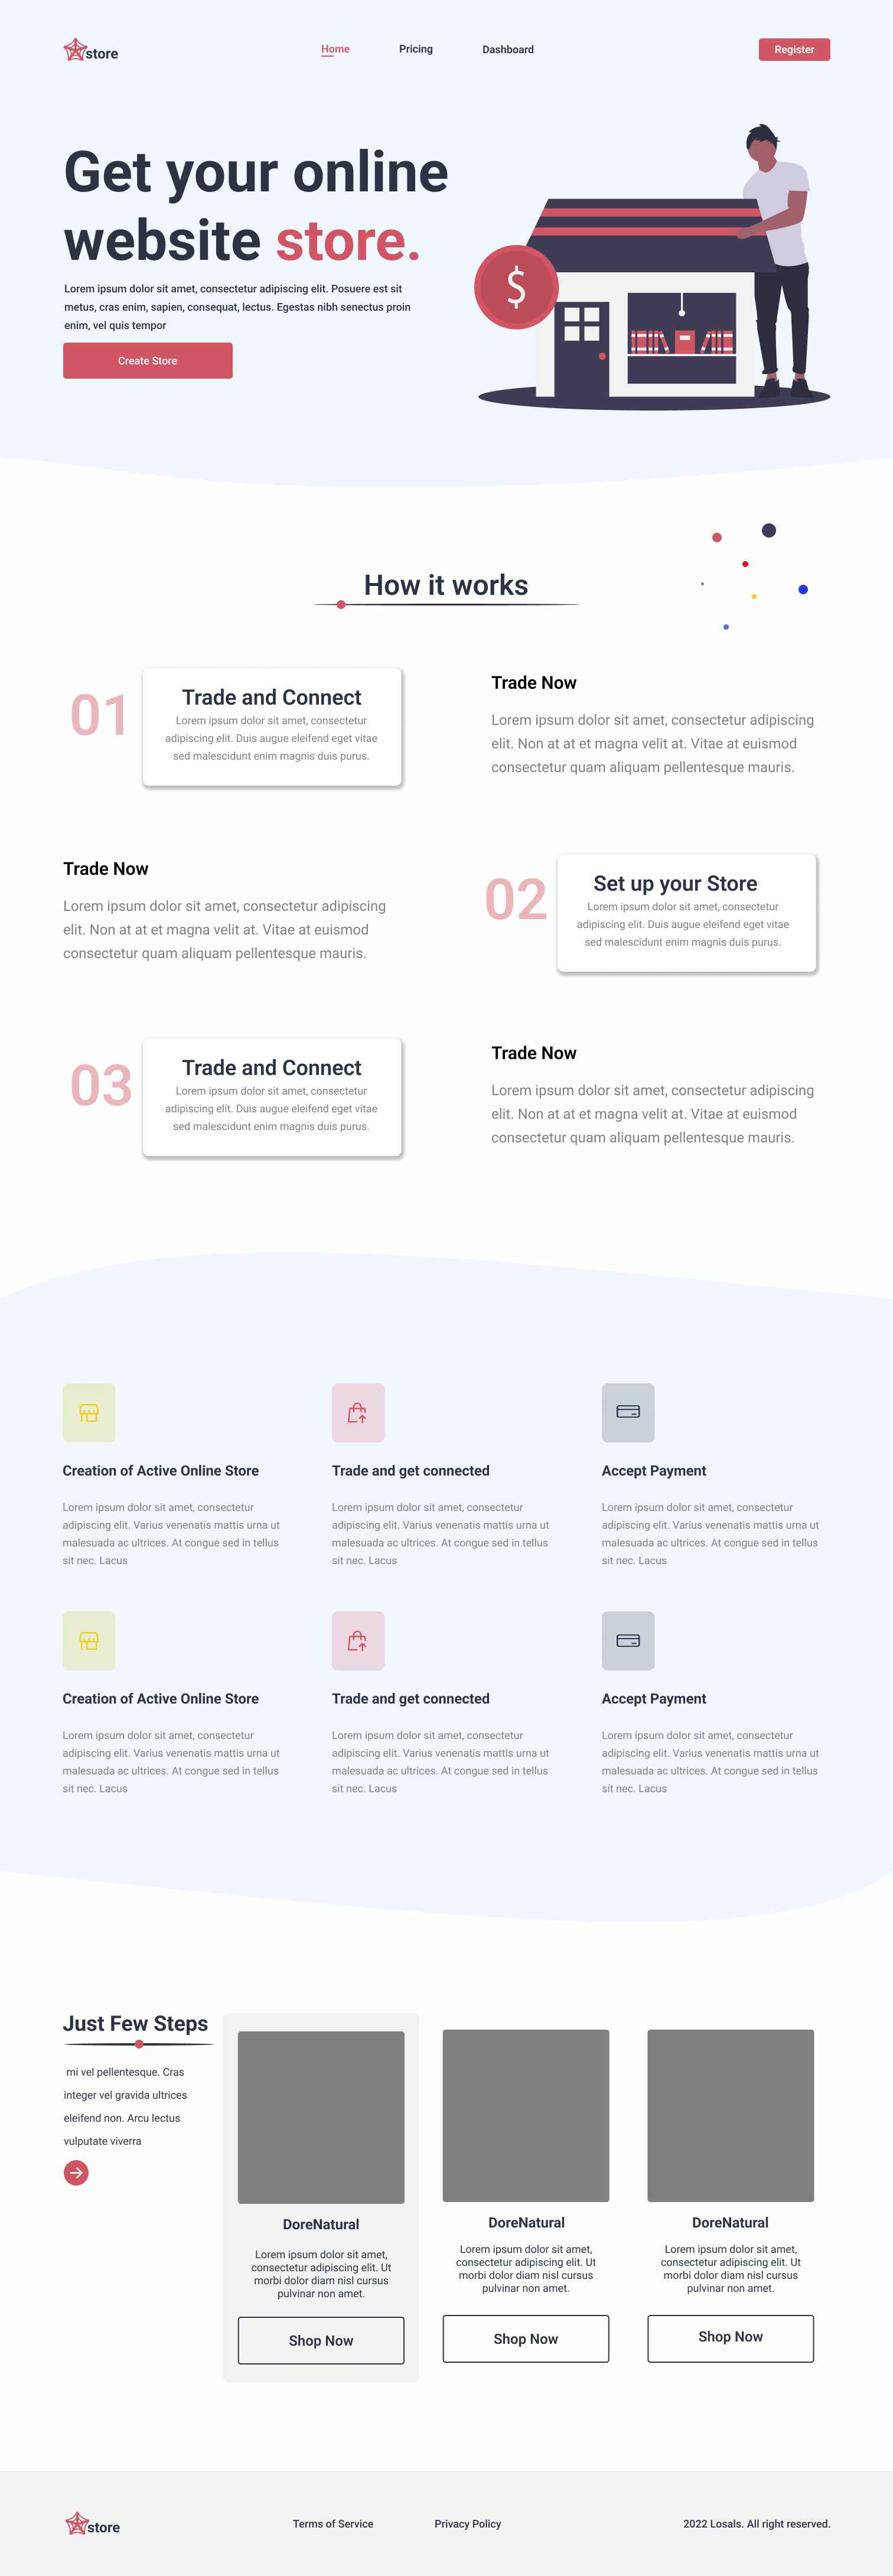 store
Home
Pricing
Dashboard
Register
Get your online
website store.
Lorem ipsum dolor sit amet, consectetur adipiscing elit. Posuere est sit
metus, cras enim, sapien, consequat, lectus. Egestas nibh senectus proin
enim, vel quis tempor
Create Store
$
How it works
01
Trade and Connect
Lorem ipsum dolor sit amet, consectetur
adipiscing elit. Duis augue eleifend eget vitae
sed malescidunt enim magnis duis purus.
Trade Now
Lorem ipsum dolor sit amet, consectetur adipiscing
elit. Non at at et magna velit at. Vitae at euismod
consectetur quam aliquam pellentesque mauris.
Trade Now
Lorem ipsum dolor sit amet, consectetur adipiscing
elit. Non at at et magna velit at. Vitae at euismod
consectetur quam aliquam pellentesque mauris.
02
Set up your Store
Lorem ipsum dolor sit amet, consectetur
adipiscing elit. Duis augue eleifend eget vitae
sed malescidunt enim magnis duis purus.
03
Trade and Connect
Lorem ipsum dolor sit amet, consectetur
adipiscing elit. Duis augue eleifend eget vitae
sed malescidunt enim magnis duis purus.
Trade Now
Lorem ipsum dolor sit amet, consectetur adipiscing
elit. Non at at et magna velit at. Vitae at euismod
consectetur quam aliquam pellentesque mauris.
Creation of Active Online Store
Lorem ipsum dolor sit amet, consectetur
adipiscing elit. Varius venenatis mattis urna ut
malesuada ac ultrices. At congue sed in tellus
sit nec. Lacus
Trade and get connected
Lorem ipsum dolor sit amet, consectetur
adipiscing elit. Varius venenatis mattis urna ut
malesuada ac ultrices. At congue sed in tellus
sit nec. Lacus
Accept Payment
Lorem ipsum dolor sit amet, consectetur
adipiscing elit. Varius venenatis mattis urna ut
malesuada ac ultrices. At congue sed in tellus
sit nec. Lacus
Creation of Active Online Store
Lorem ipsum dolor sit amet, consectetur
adipiscing elit. Varius venenatis mattis urna ut
malesuada ac ultrices. At congue sed in tellus
sit nec. Lacus
Trade and get connected
Lorem ipsum dolor sit amet, consectetur
adipiscing elit. Varius venenatis mattis urna ut
malesuada ac ultrices. At congue sed in tellus
sit nec. Lacus
Accept Payment
Lorem ipsum dolor sit amet, consectetur
adipiscing elit. Varius venenatis mattis urna ut
malesuada ac ultrices. At congue sed in tellus
sit nec. Lacus
Just Few Steps
mi vel pellentesque. Cras
integer vel gravida ultrices
eleifend non. Arcu lectus
vulputate viverra
DoreNatural
Lorem ipsum dolor sit amet,
consectetur adipiscing elit. Ut
morbi dolor diam nisl cursus
pulvinar non amet.
Shop Now
DoreNatural
Lorem ipsum dolor sit amet,
consectetur adipiscing elit. Ut
morbi dolor diam nisl cursus
pulvinar non amet.
Shop Now
DoreNatural
Lorem ipsum dolor sit amet,
consectetur adipiscing elit. Ut
morbi dolor diam nisl cursus
pulvinar non amet.
Shop Now
store
Terms of Service
Privacy Policy
2022 Losals. All right reserved.